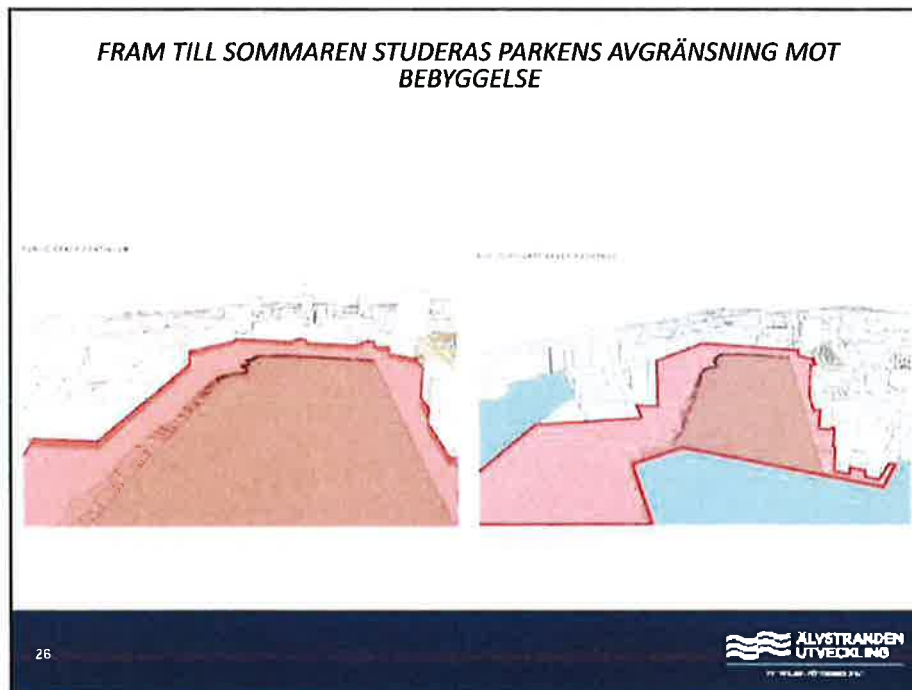 FRAM TILL SOMMAREN STUDERAS PARKENS AVGRÄNSNING MOT
BEBYGGELSE
26
ÄLVSTRANDEN
UTVECKLING